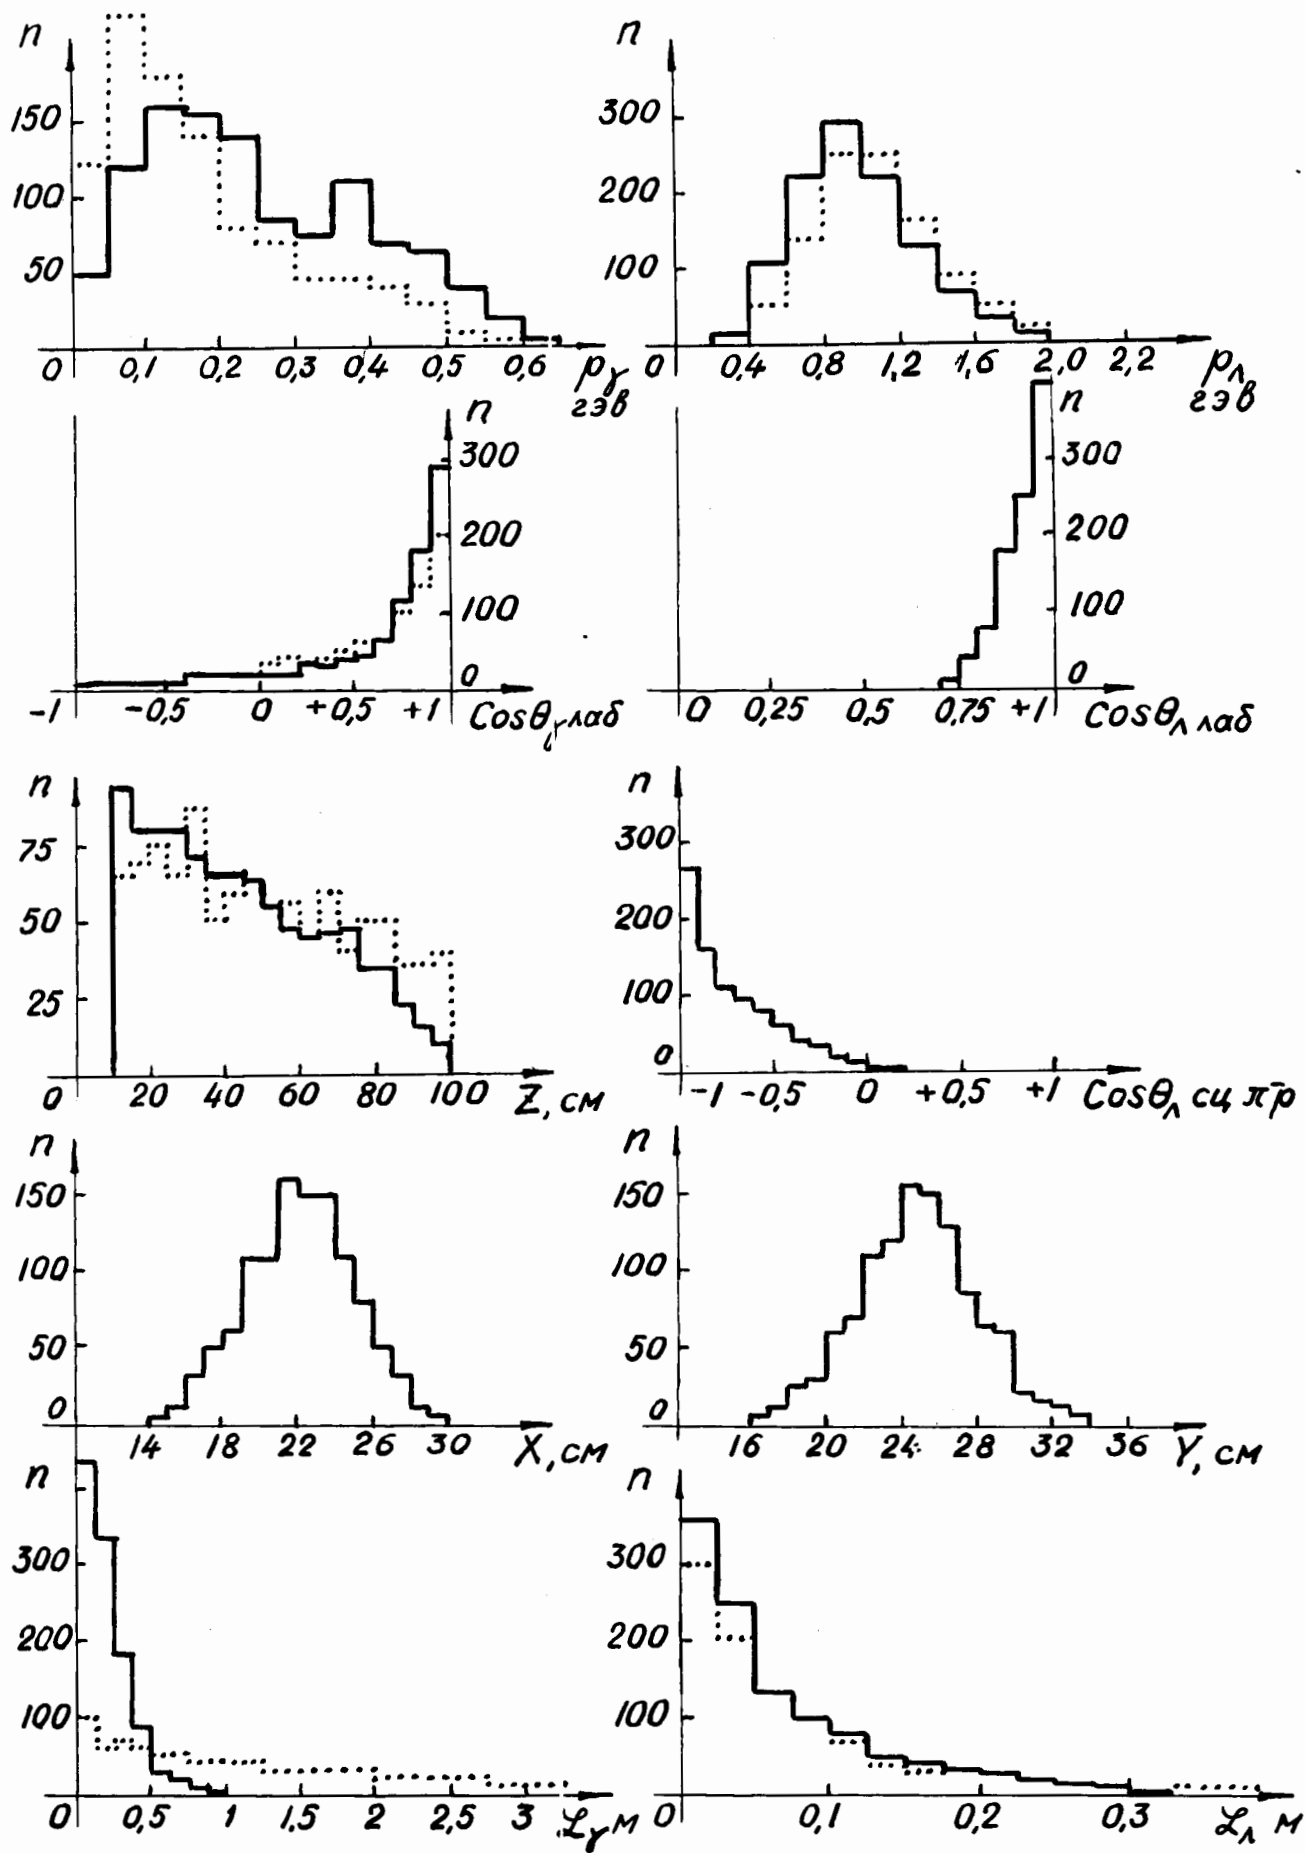 n
150
100
50
0 0,1 0,2 0,3 0,4 0,5 0,6 pγ
гэв
n
300
200
100
0 0,4 0,8 1,2 1,6 2,0 2,2 pΛ
гэв
n
300
200
100
0
-1 -0,5 0 +0,5 +1 Cosθγ лаб
n
300
200
100
0
0 0,25 0,5 0,75 +1 CosθΛ лаб
n
75
50
25
0 20 40 60 80 100 Z, см
n
300
200
100
0
-1 -0,5 0 +0,5 +1 CosθΛ сц π⁻p
n
150
100
50
0
14 18 22 26 30 X, см
n
150
100
50
0
16 20 24 28 32 36 Y, см
n
300
200
100
0 0,5 1 1.5 2 2,5 3 ℒγ м
n
300
200
100
0 0,1 0,2 0,3 ℒΛ м